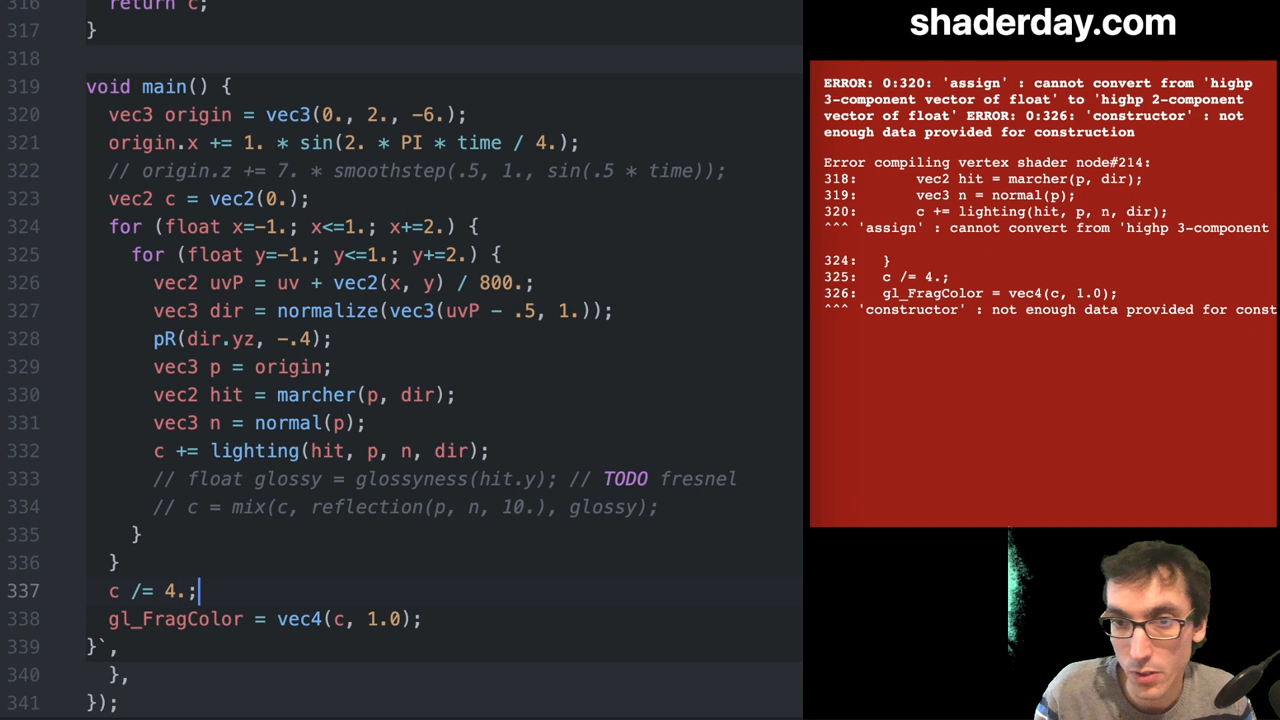 316 return c;
317 }
318
319 void main() {
320 vec3 origin = vec3(0., 2., -6.);
321 origin.x += 1. * sin(2. * PI * time / 4.);
322 // origin.z += 7. * smoothstep(.5, 1., sin(.5 * time));
323 vec2 c = vec2(0.);
324 for (float x=-1.; x<=1.; x+=2.) {
325 for (float y=-1.; y<=1.; y+=2.) {
326 vec2 uvP = uv + vec2(x, y) / 800.;
327 vec3 dir = normalize(vec3(uvP - .5, 1.));
328 pR(dir.yz, -.4);
329 vec3 p = origin;
330 vec2 hit = marcher(p, dir);
331 vec3 n = normal(p);
332 c += lighting(hit, p, n, dir);
333 // float glossy = glossyness(hit.y); // TODO fresnel
334 // c = mix(c, reflection(p, n, 10.), glossy);
335 }
336 }
337 c /= 4.;
338 gl_FragColor = vec4(c, 1.0);
339 }`,
340 },
341 });
shaderday.com
ERROR: 0:320: 'assign' : cannot convert from 'highp
3-component vector of float' to 'highp 2-component
vector of float' ERROR: 0:326: 'constructor' : not
enough data provided for construction
Error compiling vertex shader node#214:
318: vec2 hit = marcher(p, dir);
319: vec3 n = normal(p);
320: c += lighting(hit, p, n, dir);
^^^ 'assign' : cannot convert from 'highp 3-component
324: }
325: c /= 4.;
326: gl_FragColor = vec4(c, 1.0);
^^^ 'constructor' : not enough data provided for const